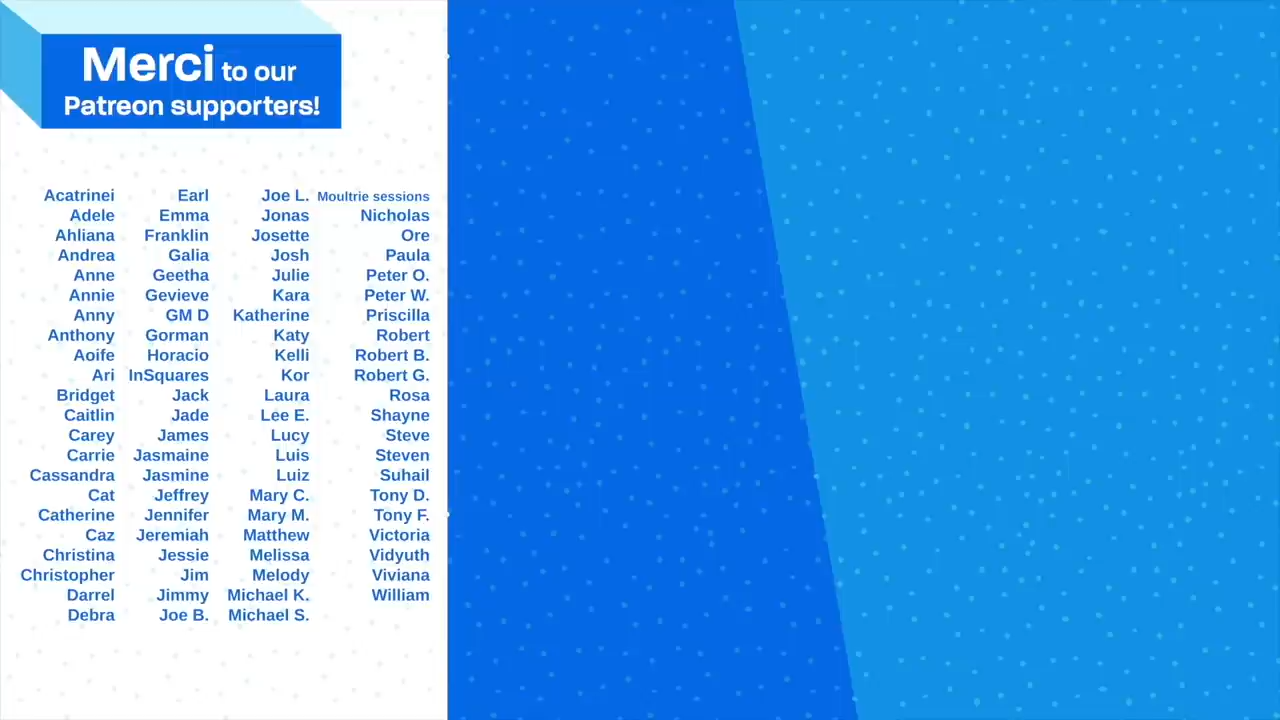 Merci to our
Patreon supporters!
Acatrinei Earl Joe L. Moultrie sessions
Adele Emma Jonas Nicholas
Ahliana Franklin Josette Ore
Andrea Galia Josh Paula
Anne Geetha Julie Peter O.
Annie Gevieve Kara Peter W.
Anny GM D Katherine Priscilla
Anthony Gorman Katy Robert
Aoife Horacio Kelli Robert B.
Ari InSquares Kor Robert G.
Bridget Jack Laura Rosa
Caitlin Jade Lee E. Shayne
Carey James Lucy Steve
Carrie Jasmaine Luis Steven
Cassandra Jasmine Luiz Suhail
Cat Jeffrey Mary C. Tony D.
Catherine Jennifer Mary M. Tony F.
Caz Jeremiah Matthew Victoria
Christina Jessie Melissa Vidyuth
Christopher Jim Melody Viviana
Darrel Jimmy Michael K. William
Debra Joe B. Michael S.